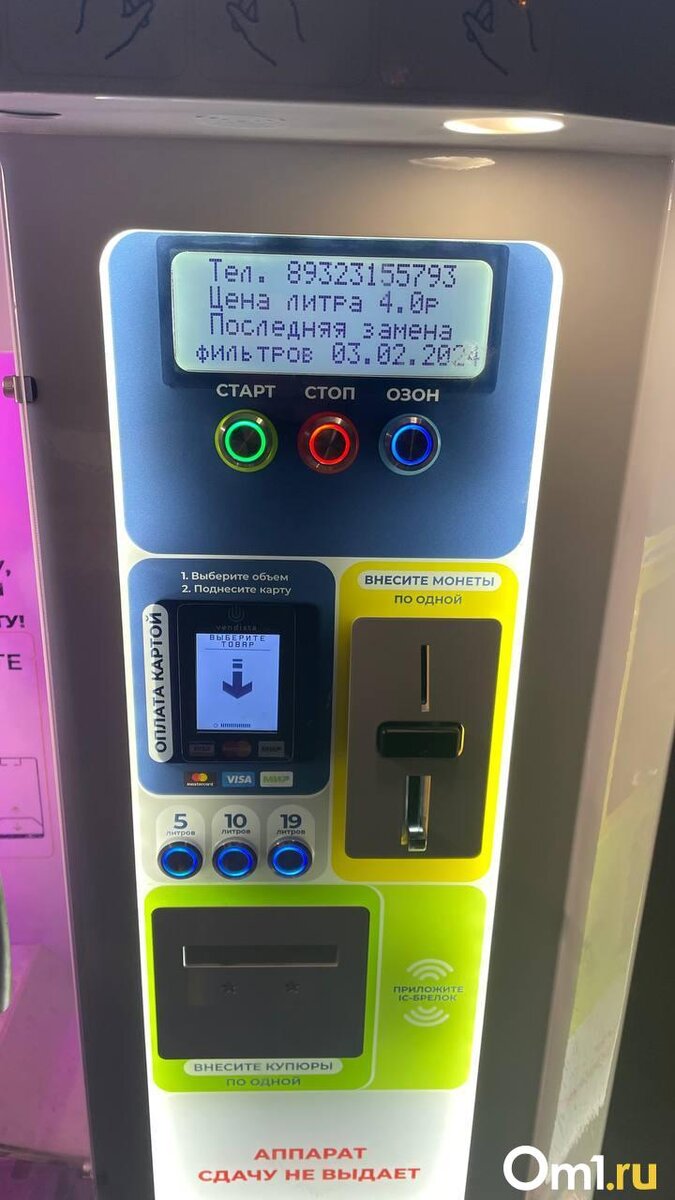 Тел. 89323155793
Цена литра 4.0р
Последняя замена
фильтров 03.02.2024
СТАРТ СТОП ОЗОН
1. Выберите объем
2. Поднесите карту
ОПЛАТА КАРТОЙ
vendista
ВЫБЕРИТЕ
ТОВАР
mastercard VISA МИР
ВНЕСИТЕ МОНЕТЫ
ПО ОДНОЙ
5 10 19
литров литров литров
ПРИЛОЖИТЕ
IC-БРЕЛОК
ВНЕСИТЕ КУПЮРЫ
ПО ОДНОЙ
АППАРАТ
СДАЧУ НЕ ВЫДАЕТ
Om1.ru